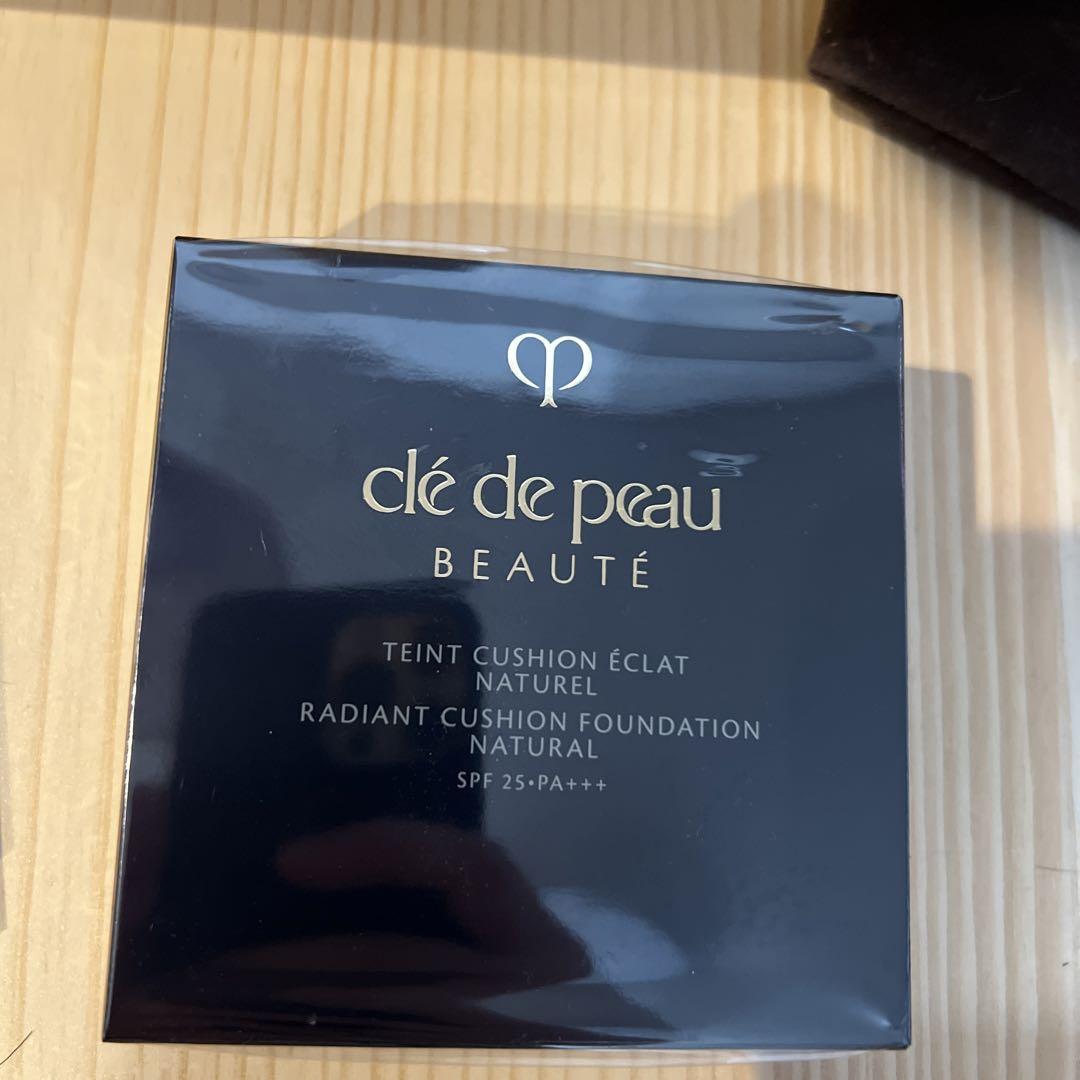 clé de peau
BEAUTÉ
TEINT CUSHION ÉCLAT
NATUREL
RADIANT CUSHION FOUNDATION
NATURAL
SPF 25•PA+++